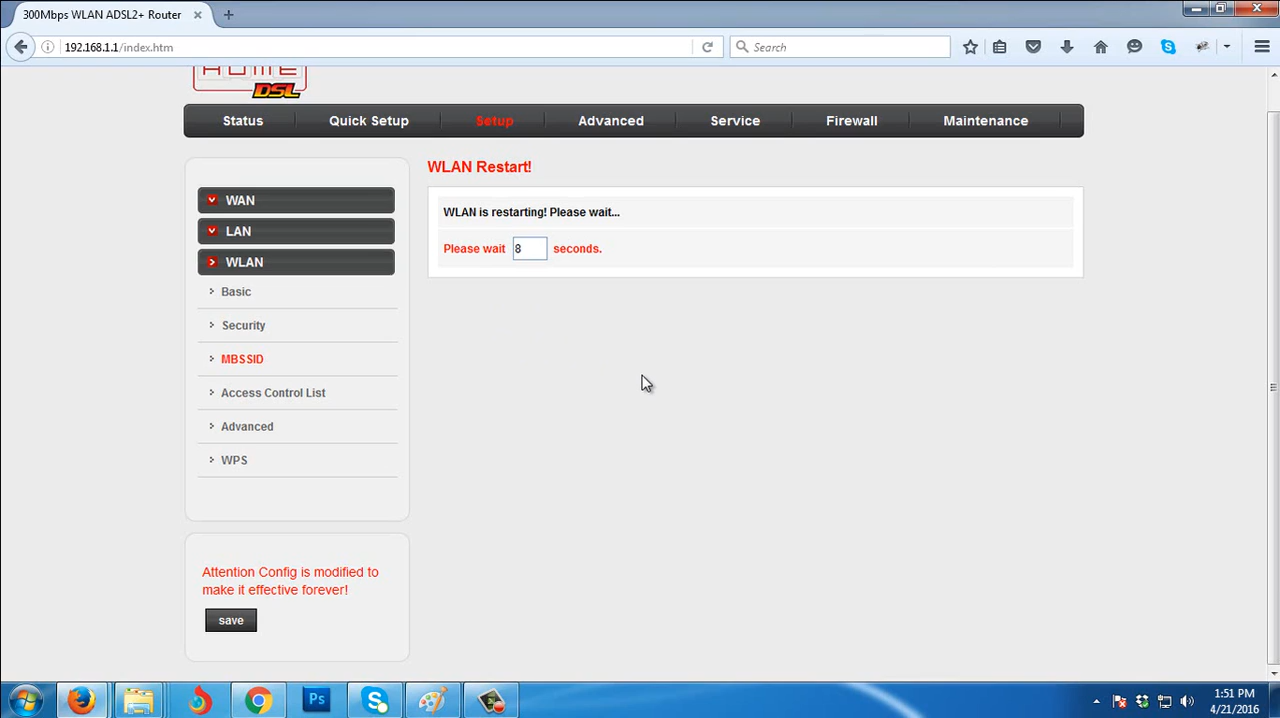 300Mbps WLAN ADSL2+ Router
192.168.1.1/index.htm
Search
HOME
DSL
Status
Quick Setup
Setup
Advanced
Service
Firewall
Maintenance
WAN
LAN
WLAN
Basic
Security
MBSSID
Access Control List
Advanced
WPS
WLAN Restart!
WLAN is restarting! Please wait...
Please wait 8 seconds.
Attention Config is modified to
make it effective forever!
save
Ps
1:51 PM
4/21/2016